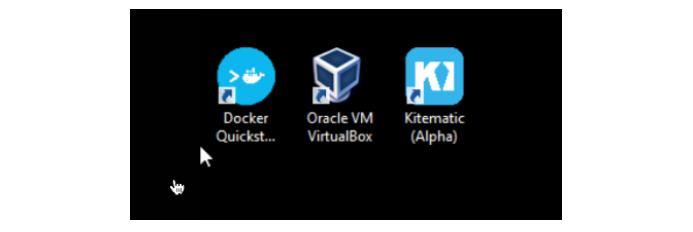 Docker
Quickst...
Oracle VM
VirtualBox
Kitematic
(Alpha)